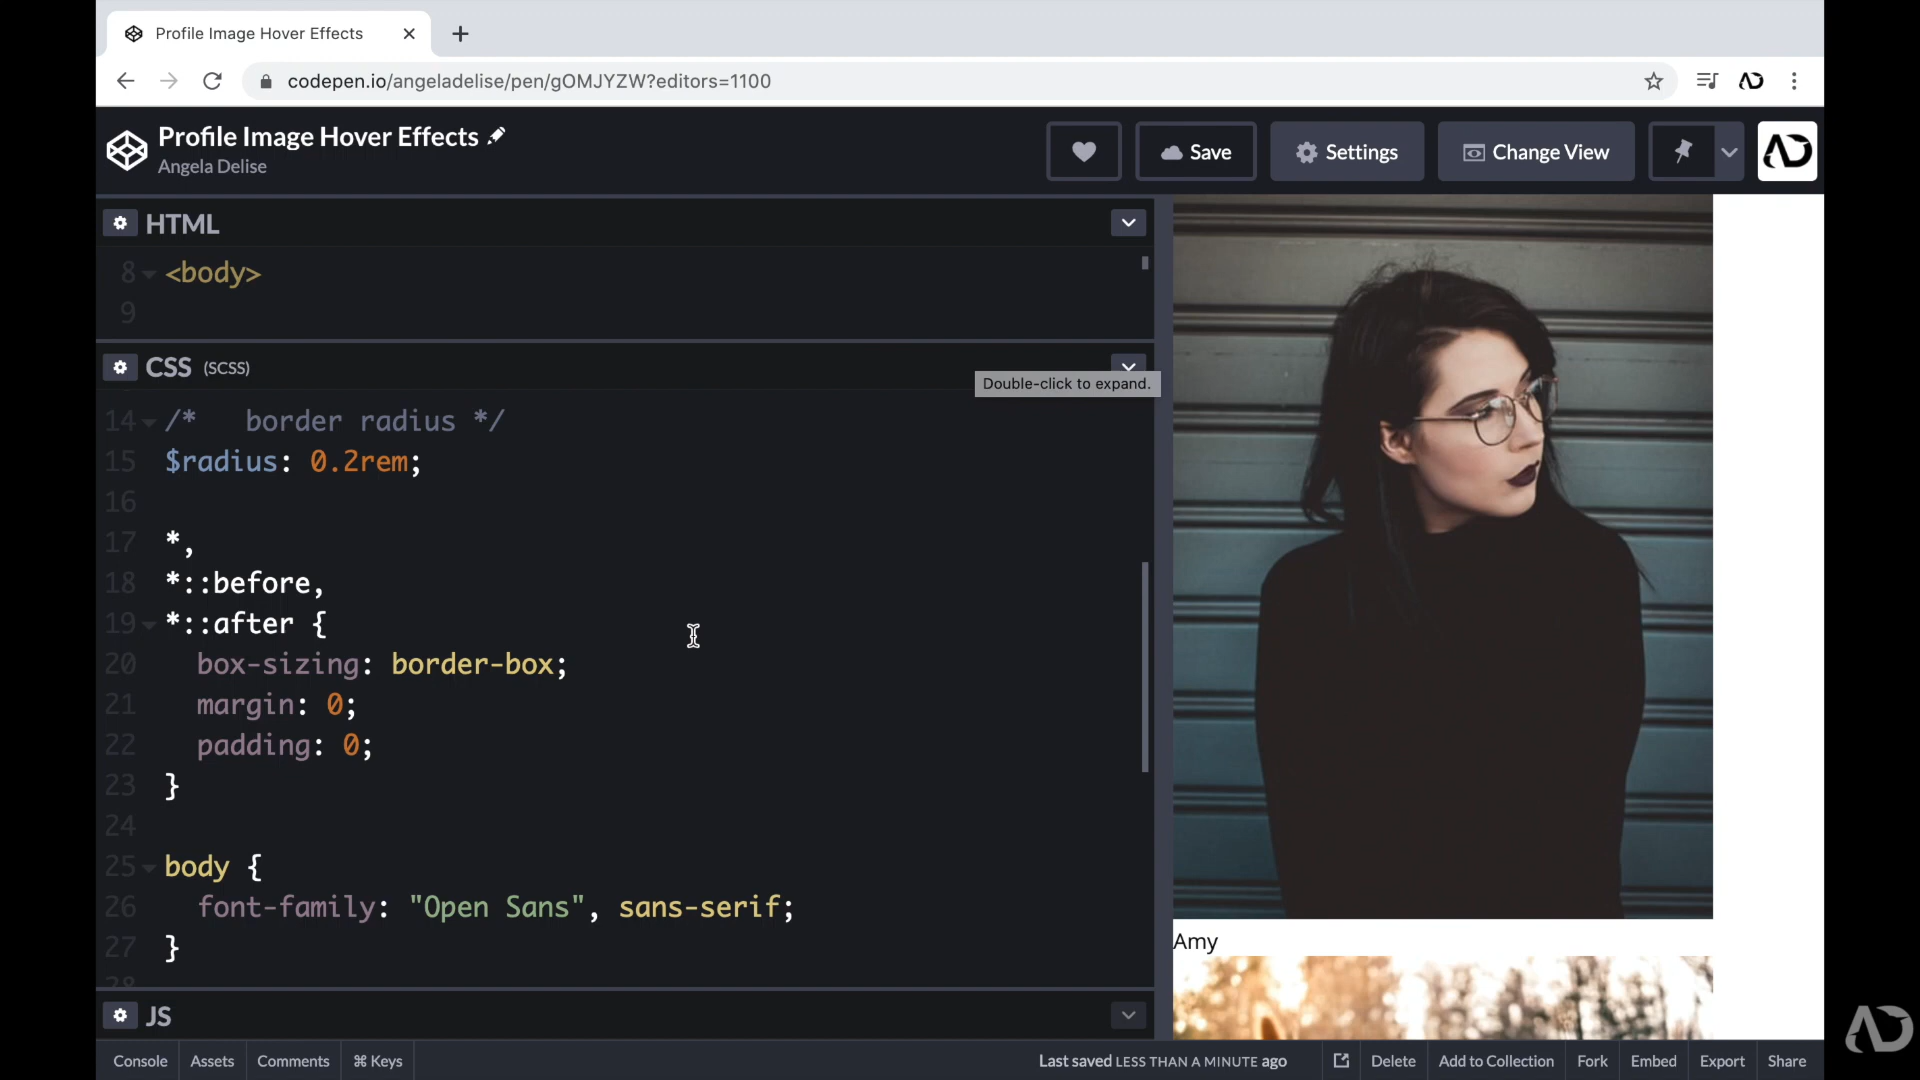 Profile Image Hover Effects
codepen.io/angeladelise/pen/gOMJYZW?editors=1100
Profile Image Hover Effects
Angela Delise
Save
Settings
Change View
HTML
8 <body>
9
CSS (SCSS)
Double-click to expand.
14 /*   border radius */
15 $radius: 0.2rem;
16
17 *,
18 *::before,
19 *::after {
20 box-sizing: border-box;
21 margin: 0;
22 padding: 0;
23 }
24
25 body {
26 font-family: "Open Sans", sans-serif;
27 }
28
Amy
JS
Console Assets Comments ⌘ Keys Last saved LESS THAN A MINUTE ago Delete Add to Collection Fork Embed Export Share